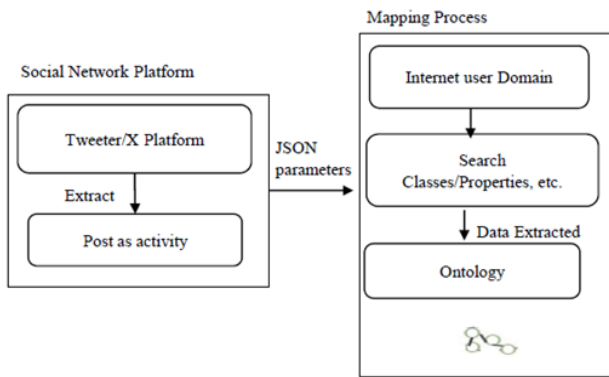 Social Network Platform
Tweeter/X Platform
Extract
Post as activity
JSON
parameters
Mapping Process
Internet user Domain
Search
Classes/Properties, etc.
Data Extracted
Ontology